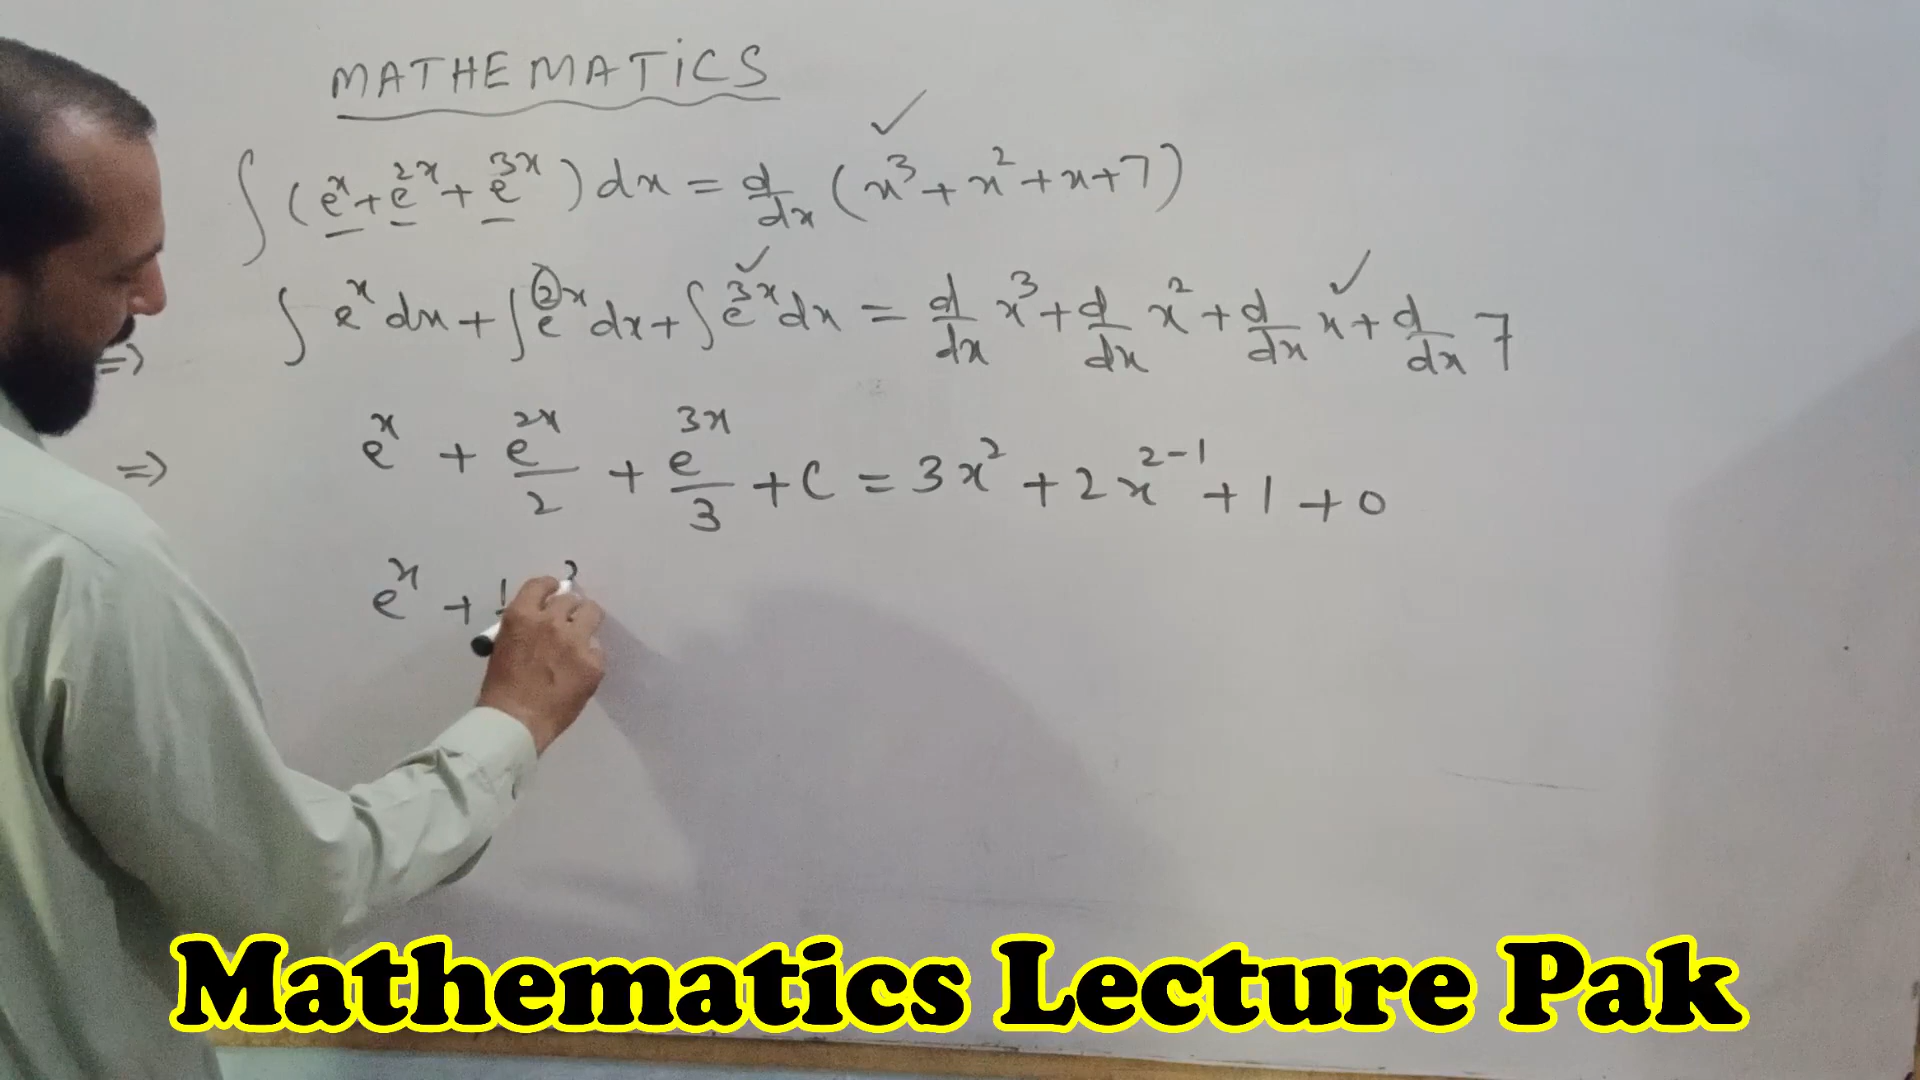 MATHEMATiCS
∫(e^x + e^2x + e^3x) dx = d/dx (x^3 + x^2 + x + 7)
=> ∫ e^x dx + ∫ e^2x dx + ∫ e^3x dx = d/dx x^3 + d/dx x^2 + d/dx x + d/dx 7
=> e^x + e^2x/2 + e^3x/3 + C = 3x^2 + 2x^2-1 + 1 + 0
e^x +
Mathematics Lecture Pak